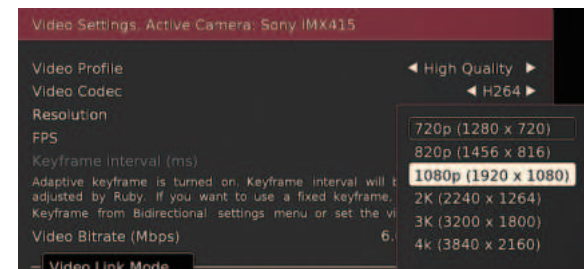 Video Settings. Active Camera: Sony IMX415
Video Profile ◀ High Quality ▶
Video Codec ◀ H264 ▶
Resolution
FPS
Keyframe interval (ms)
Adaptive keyframe is turned on. Keyframe interval will
adjusted by Ruby. If you want to use a fixed keyframe,
Keyframe from Bidirectional settings menu or set the
Video Bitrate (Mbps) 6.
Video Link Mode
720p (1280 x 720)
820p (1456 x 816)
1080p (1920 x 1080)
2K (2240 x 1264)
3K (3200 x 1800)
4k (3840 x 2160)